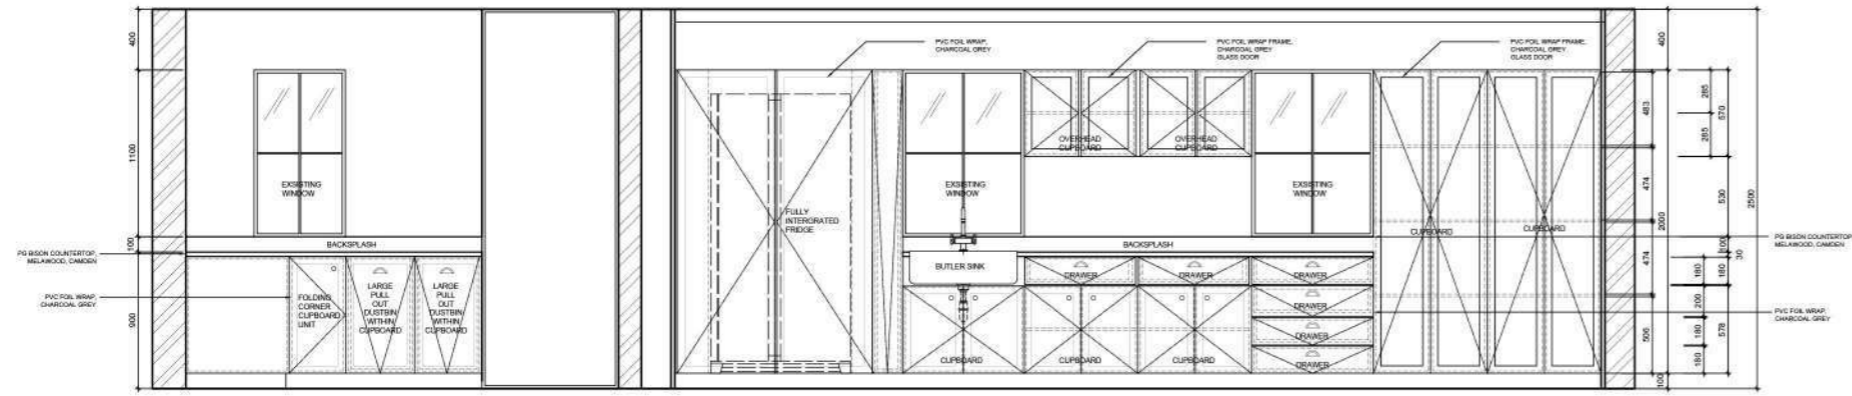 PVC FOIL WRAP,
CHARCOAL GREY
PVC FOIL WRAP FRAME,
CHARCOAL GREY
GLASS DOOR
PVC FOIL WRAP FRAME,
CHARCOAL GREY
GLASS DOOR
400
1100
100
900
EXSISTING
WINDOW
BACKSPLASH
PG BISON COUNTERTOP,
MELAWOOD, CAMDEN
PVC FOIL WRAP,
CHARCOAL GREY
FOLDING
CORNER
CUPBOARD
UNIT
LARGE
PULL
OUT
DUSTBIN
WITHIN
CUPBOARD
LARGE
PULL
OUT
DUSTBIN
WITHIN
CUPBOARD
FULLY
INTERGRATED
FRIDGE
EXSISTING
WINDOW
OVERHEAD
CUPBOARD
OVERHEAD
CUPBOARD
EXSISTING
WINDOW
BACKSPLASH
BUTLER SINK
DRAWER
DRAWER
DRAWER
DRAWER
DRAWER
DRAWER
CUPBOARD
CUPBOARD
CUPBOARD
CUPBOARD
CUPBOARD
483
474
474
506
400
2000
100
285
285
180
200
180
180
570
530
100
180
578
30
2500
PG BISON COUNTERTOP
MELAWOOD, CAMDEN
PVC FOIL WRAP,
CHARCOAL GREY